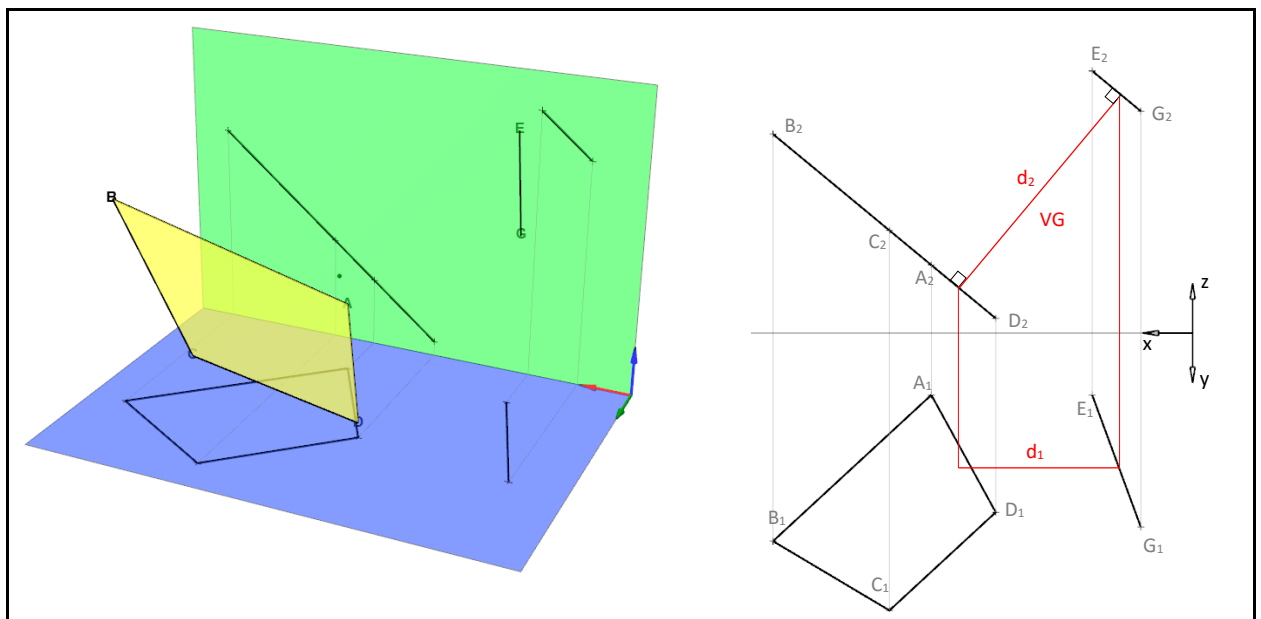 E
G
B
A
C
D
E₂
G₂
B₂
d₂
VG
C₂
A₂
D₂
z
x
y
A₁
E₁
d₁
B₁
D₁
G₁
C₁